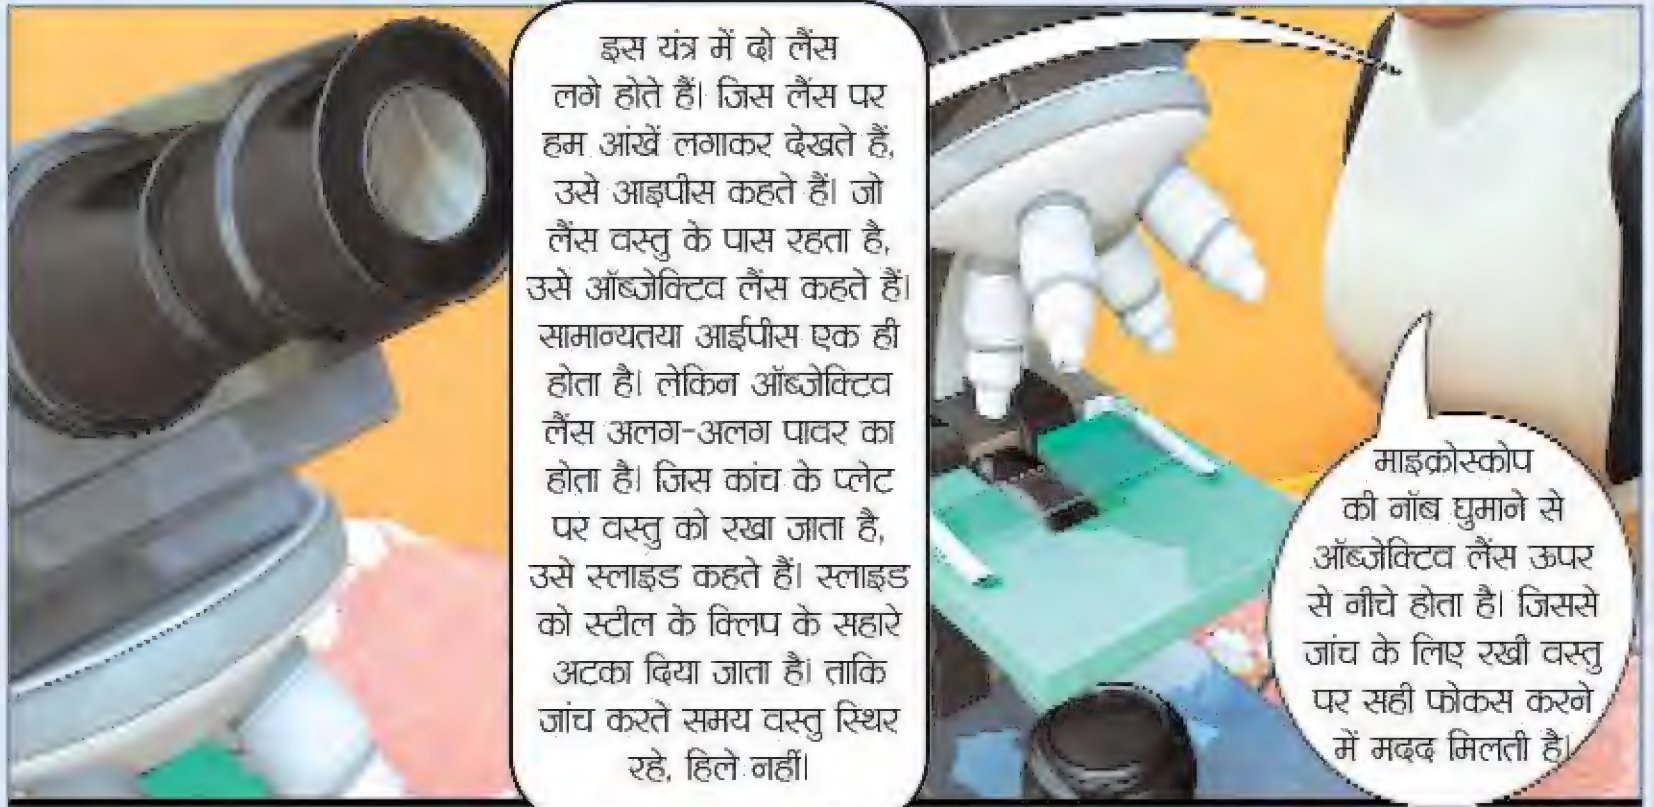 इस यंत्र में दो लैंस
लगे होते हैं। जिस लैंस पर
हम आंखें लगाकर देखते हैं,
उसे आइपीस कहते हैं। जो
लैंस वस्तु के पास रहता है,
उसे ऑब्जेक्टिव लैंस कहते हैं।
सामान्यतया आईपीस एक ही
होता है। लेकिन ऑब्जेक्टिव
लैंस अलग-अलग पावर का
होता है। जिस कांच के प्लेट
पर वस्तु को रखा जाता है,
उसे स्लाइड कहते हैं। स्लाइड
को स्टील के क्लिप के सहारे
अटका दिया जाता है। ताकि
जांच करते समय वस्तु स्थिर
रहे, हिले नहीं।
माइक्रोस्कोप
की नॉब घुमाने से
ऑब्जेक्टिव लैंस ऊपर
से नीचे होता है। जिससे
जांच के लिए रखी वस्तु
पर सही फोकस करने
में मदद मिलती है।